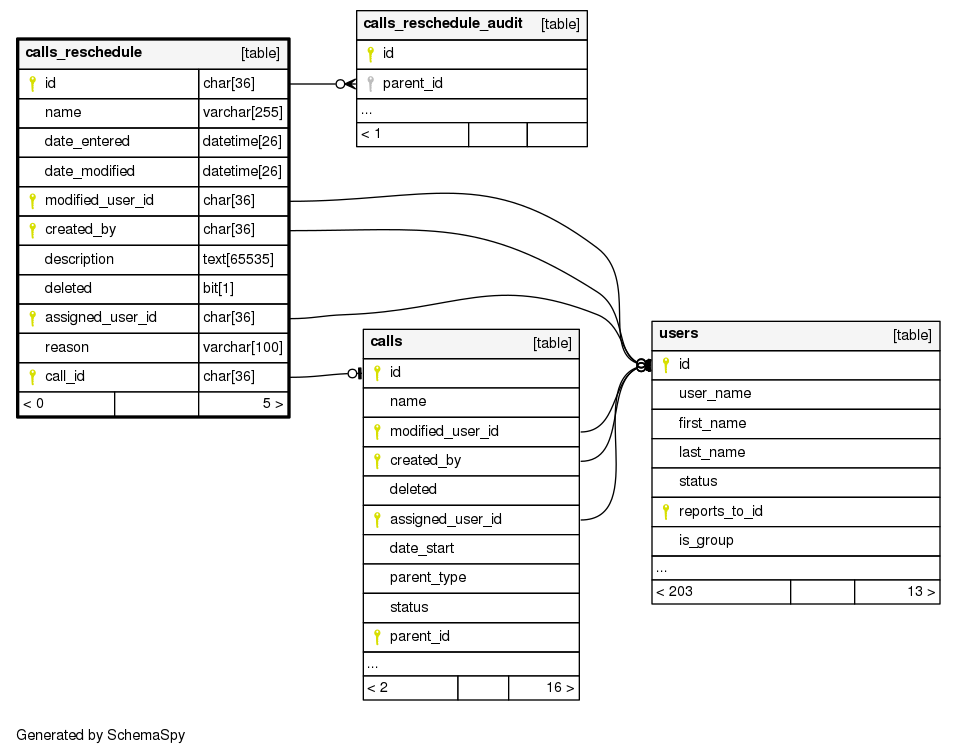 calls_reschedule [table]
id char[36]
name varchar[255]
date_entered datetime[26]
date_modified datetime[26]
modified_user_id char[36]
created_by char[36]
description text[65535]
deleted bit[1]
assigned_user_id char[36]
reason varchar[100]
call_id char[36]
< 0 5 >
calls_reschedule_audit [table]
id
parent_id
...
< 1
calls [table]
id
name
modified_user_id
created_by
deleted
assigned_user_id
date_start
parent_type
status
parent_id
...
< 2 16 >
users [table]
id
user_name
first_name
last_name
status
reports_to_id
is_group
...
< 203 13 >
Generated by SchemaSpy